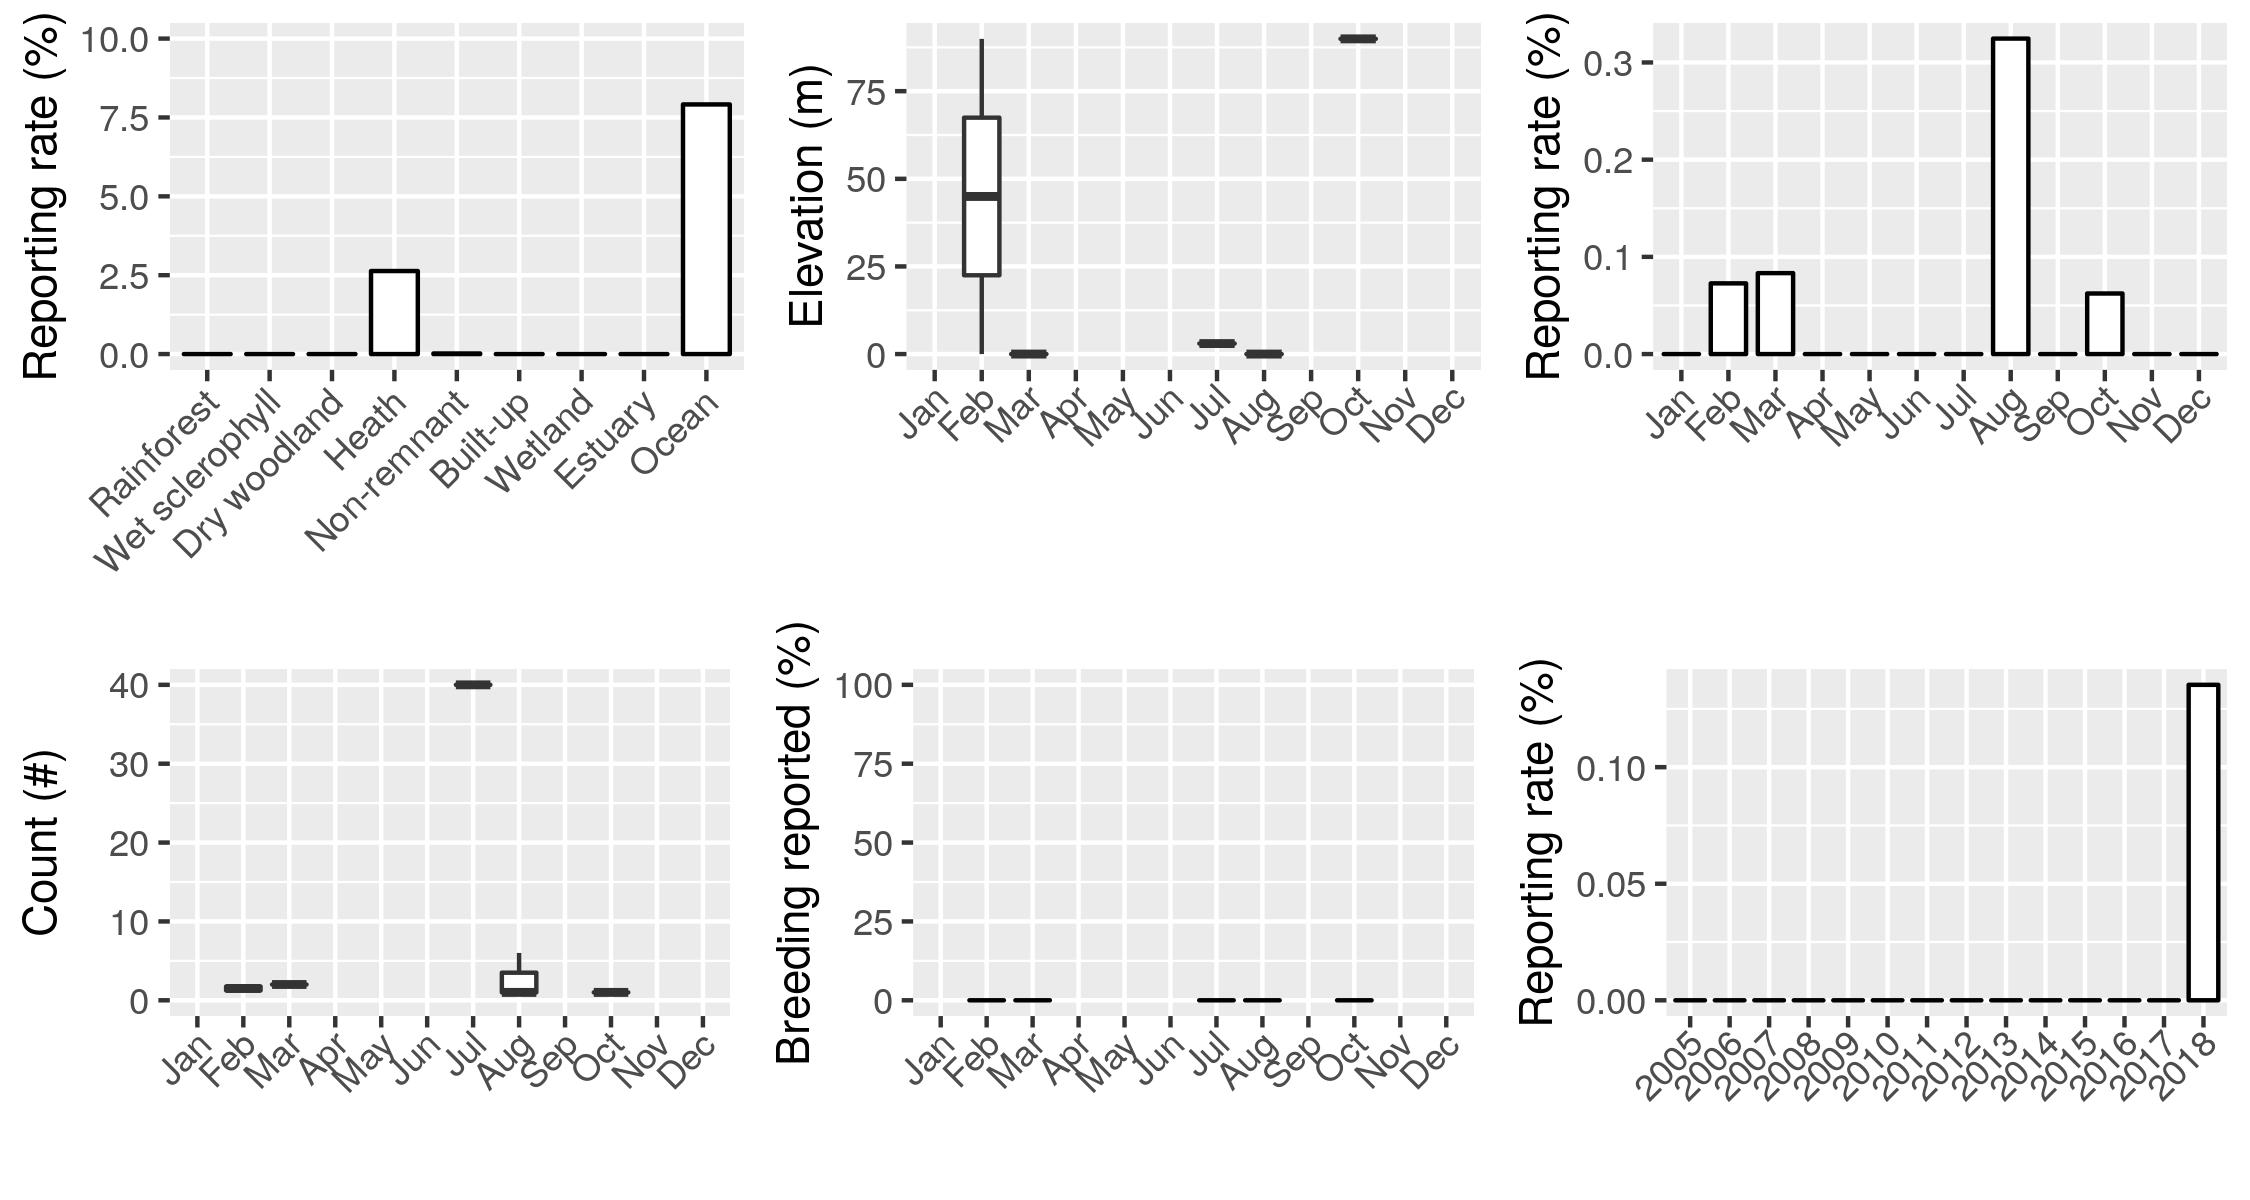 Reporting rate (%)
10.0
7.5
5.0
2.5
0.0
Rainforest
Wet sclerophyll
Dry woodland
Heath
Non-remnant
Built-up
Wetland
Estuary
Ocean
Elevation (m)
75
50
25
0
Jan
Feb
Mar
Apr
May
Jun
Jul
Aug
Sep
Oct
Nov
Dec
Reporting rate (%)
0.3
0.2
0.1
0.0
Jan
Feb
Mar
Apr
May
Jun
Jul
Aug
Sep
Oct
Nov
Dec
Count (#)
40
30
20
10
0
Jan
Feb
Mar
Apr
May
Jun
Jul
Aug
Sep
Oct
Nov
Dec
Breeding reported (%)
100
75
50
25
0
Jan
Feb
Mar
Apr
May
Jun
Jul
Aug
Sep
Oct
Nov
Dec
Reporting rate (%)
0.10
0.05
0.00
2005
2006
2007
2008
2009
2010
2011
2012
2013
2014
2015
2016
2017
2018